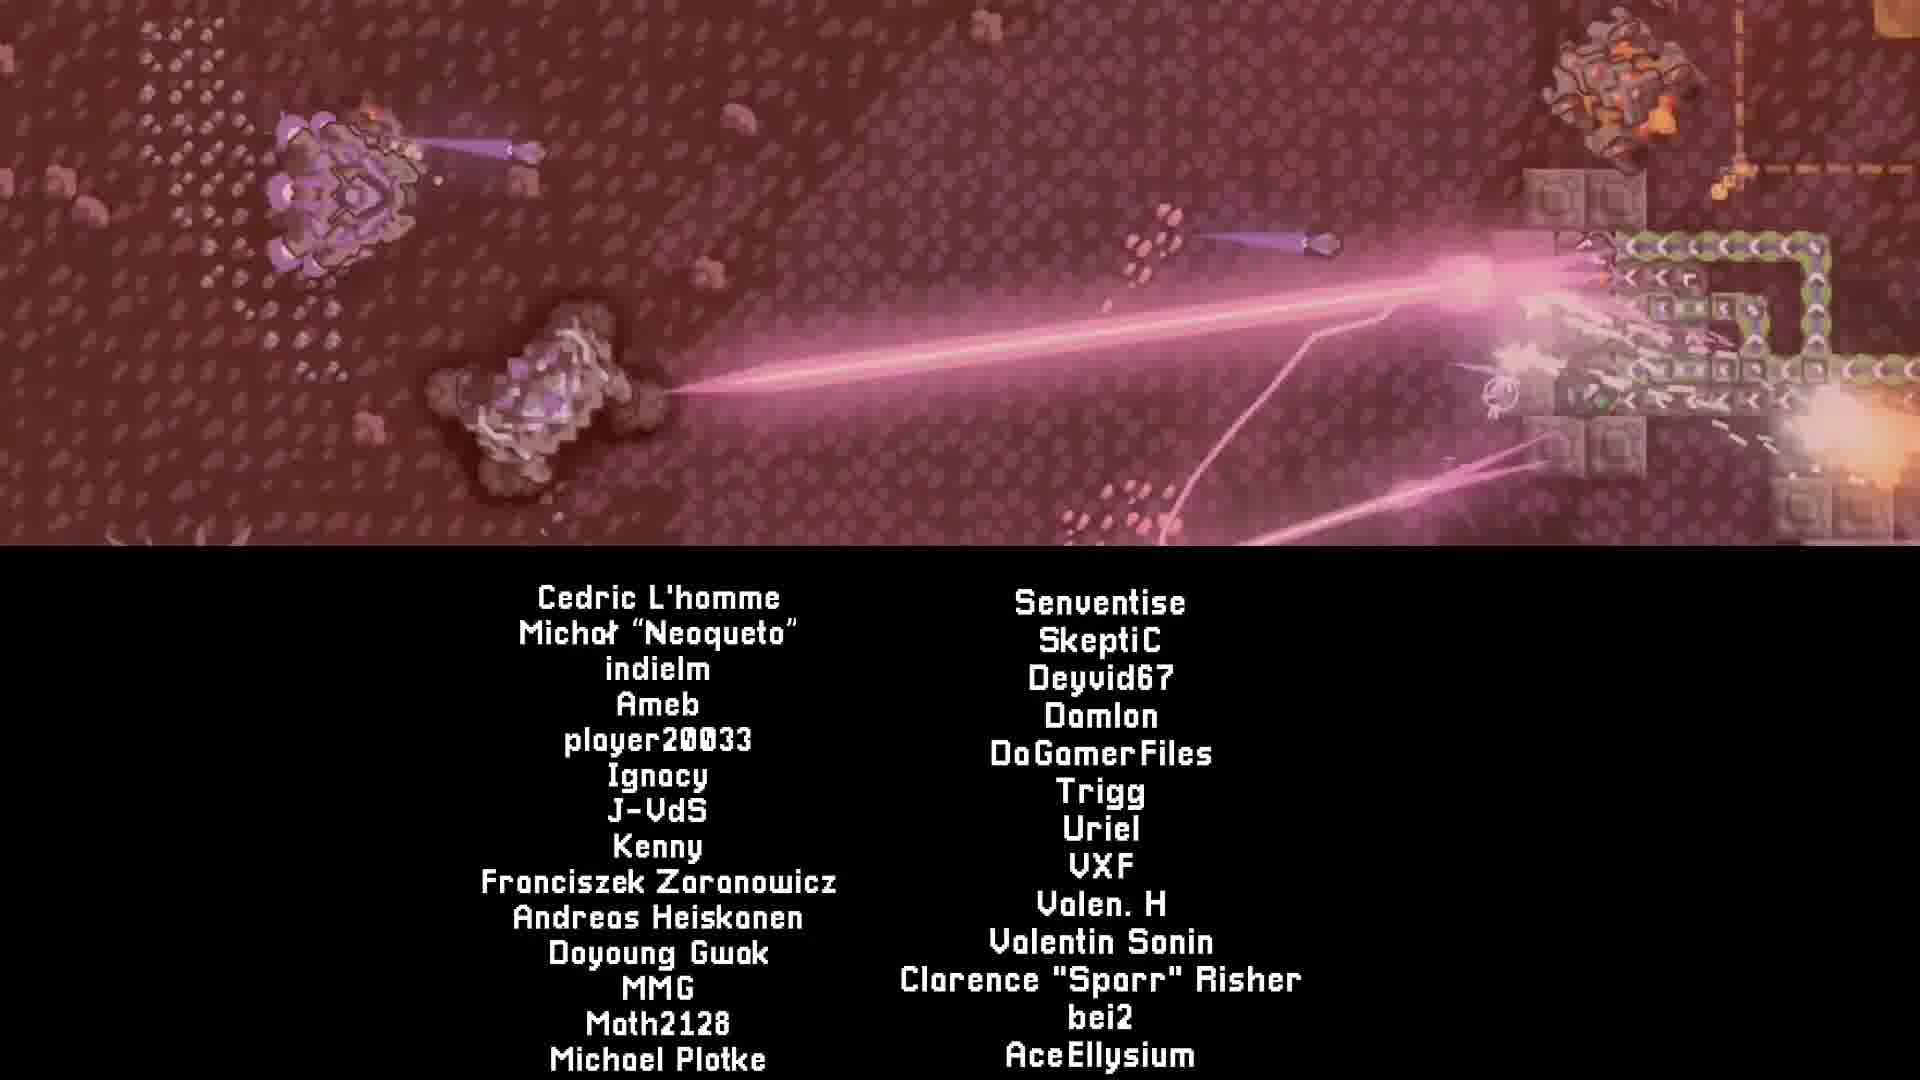 Cedric L'homme
Michał “Neoqueto”
indielm
Ameb
player20033
Ignacy
J-VdS
Kenny
Franciszek Zaranowicz
Andreas Heiskanen
Doyoung Gwak
MMG
Math2128
Michael Plotke
Senventise
SkeptiC
Deyvid67
Damlon
DaGamerFiles
Trigg
Uriel
VXF
Valen. H
Valentin Sonin
Clarence "Sparr" Risher
bei2
AceEllysium